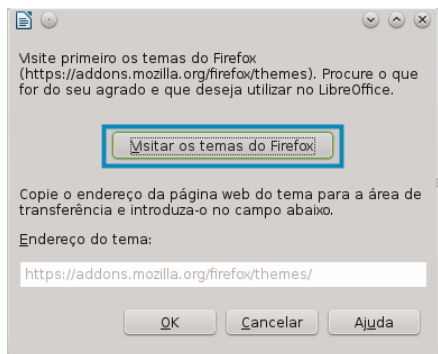 Visite primeiro os temas do Firefox
(https://addons.mozilla.org/firefox/themes). Procure o que
for do seu agrado e que deseja utilizar no LibreOffice.
Visitar os temas do Firefox
Copie o endereço da página web do tema para a área de
transferência e introduza-o no campo abaixo.
Endereço do tema:
https://addons.mozilla.org/firefox/themes/
OK Cancelar Ajuda